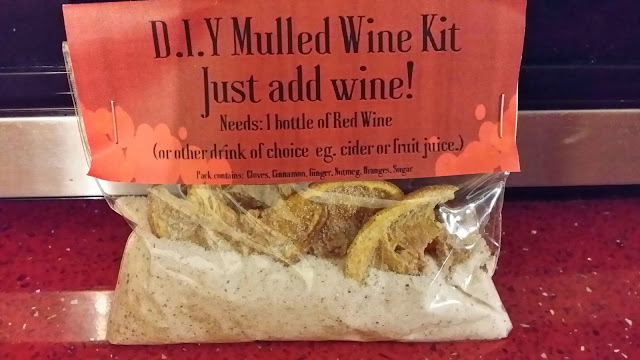 D.I.Y Mulled Wine Kit
Just add wine!
Needs: 1 bottle of Red Wine
(or other drink of choice eg. cider or fruit juice.)
Pack contains: Cloves, Cinnamon, Ginger, Nutmeg, Oranges, Sugar